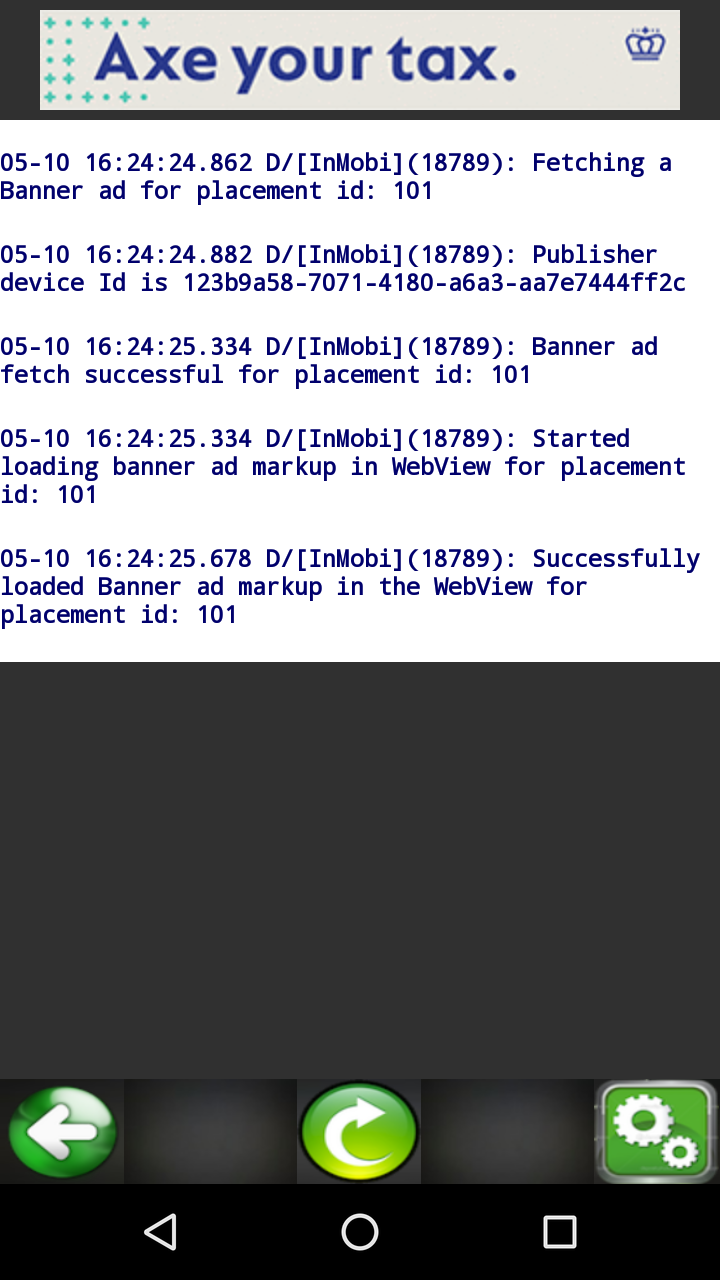 Axe your tax.
05-10 16:24:24.862 D/[InMobi](18789): Fetching a
Banner ad for placement id: 101
05-10 16:24:24.882 D/[InMobi](18789): Publisher
device Id is 123b9a58-7071-4180-a6a3-aa7e7444ff2c
05-10 16:24:25.334 D/[InMobi](18789): Banner ad
fetch successful for placement id: 101
05-10 16:24:25.334 D/[InMobi](18789): Started
loading banner ad markup in WebView for placement
id: 101
05-10 16:24:25.678 D/[InMobi](18789): Successfully
loaded Banner ad markup in the WebView for
placement id: 101